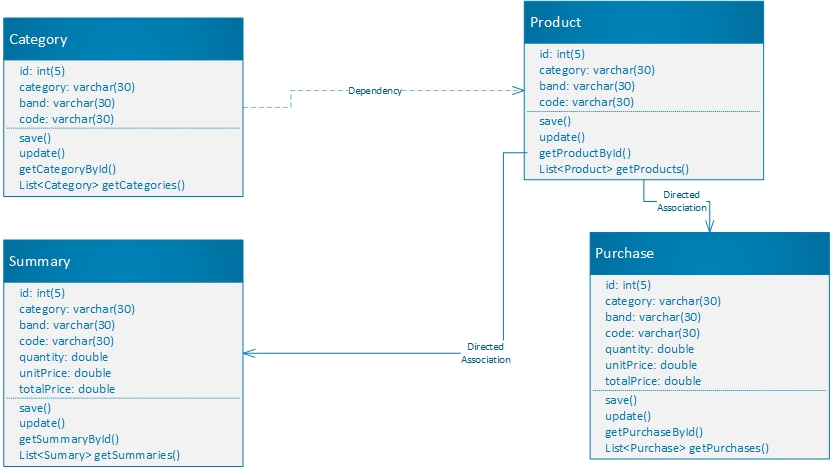 Category
id: int(5)
category: varchar(30)
band: varchar(30)
code: varchar(30)
save()
update()
getCategoryById()
List<Category> getCategories()
Dependency
Product
id: int(5)
category: varchar(30)
band: varchar(30)
code: varchar(30)
save()
update()
getProductById()
List<Product> getProducts()
Directed
Association
Summary
id: int(5)
category: varchar(30)
band: varchar(30)
code: varchar(30)
quantity: double
unitPrice: double
totalPrice: double
save()
update()
getSummaryById()
List<Sumary> getSummaries()
Directed
Association
Purchase
id: int(5)
category: varchar(30)
band: varchar(30)
code: varchar(30)
quantity: double
unitPrice: double
totalPrice: double
save()
update()
getPurchaseById()
List<Purchase> getPurchases()